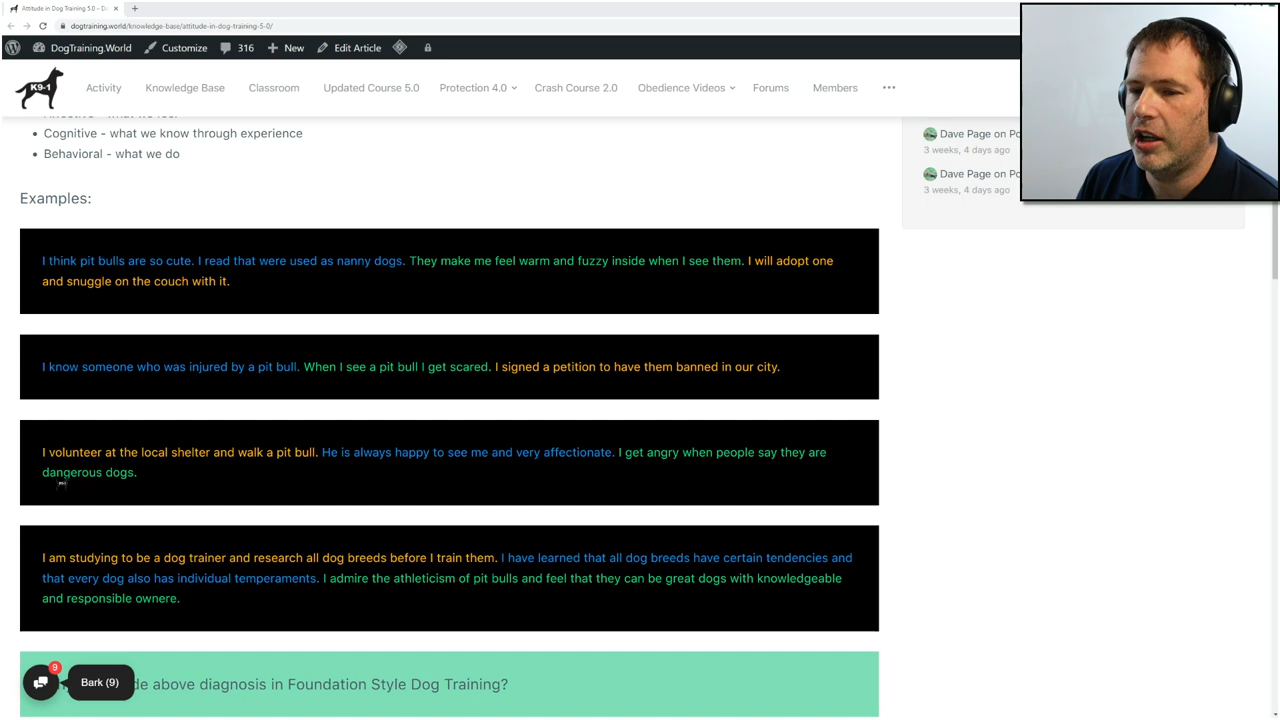 Attitude in Dog Training 5.0 – D
dogtraining.world/knowledge-base/attitude-in-dog-training-5-0/
DogTraining.World Customize 316 New Edit Article
K9-1 Activity Knowledge Base Classroom Updated Course 5.0 Protection 4.0 Crash Course 2.0 Obedience Videos Forums Members
Cognitive - what we know through experience
Behavioral - what we do
Dave Page on
3 weeks, 4 days ago
Dave Page on
3 weeks, 4 days ago
Examples:
I think pit bulls are so cute. I read that were used as nanny dogs. They make me feel warm and fuzzy inside when I see them. I will adopt one
and snuggle on the couch with it.
I know someone who was injured by a pit bull. When I see a pit bull I get scared. I signed a petition to have them banned in our city.
I volunteer at the local shelter and walk a pit bull. He is always happy to see me and very affectionate. I get angry when people say they are
dangerous dogs.
I am studying to be a dog trainer and research all dog breeds before I train them. I have learned that all dog breeds have certain tendencies and
that every dog also has individual temperaments. I admire the athleticism of pit bulls and feel that they can be great dogs with knowledgeable
and responsible ownere.
9
Bark (9)
above diagnosis in Foundation Style Dog Training?